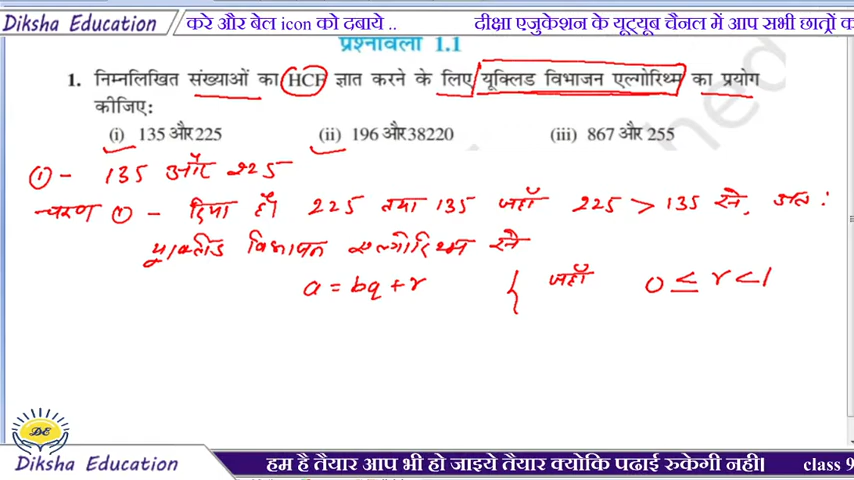 Diksha Education करे और बेल icon को दबाये .. दीक्षा एजुकेशन के यूट्यूब चैनल में आप सभी छात्रों का
प्रश्नावली 1.1
1. निम्नलिखित संख्याओं का HCF ज्ञात करने के लिए यूक्लिड विभाजन एल्गोरिथ्म का प्रयोग
कीजिए:
(i) 135 और 225 (ii) 196 और 38220 (iii) 867 और 255
① - 135 और 225
चरण ① - दिया है। 225 तथा 135 जहाँ 225 > 135 से, अत:
यूक्लिड विभाजन एल्गोरिथ्म से
a = bq + r { जहाँ 0 ≤ r < b
DE
Diksha Education हम है तैयार आप भी हो जाइये तैयार क्योकि पढाई रुकेगी नही। class 9